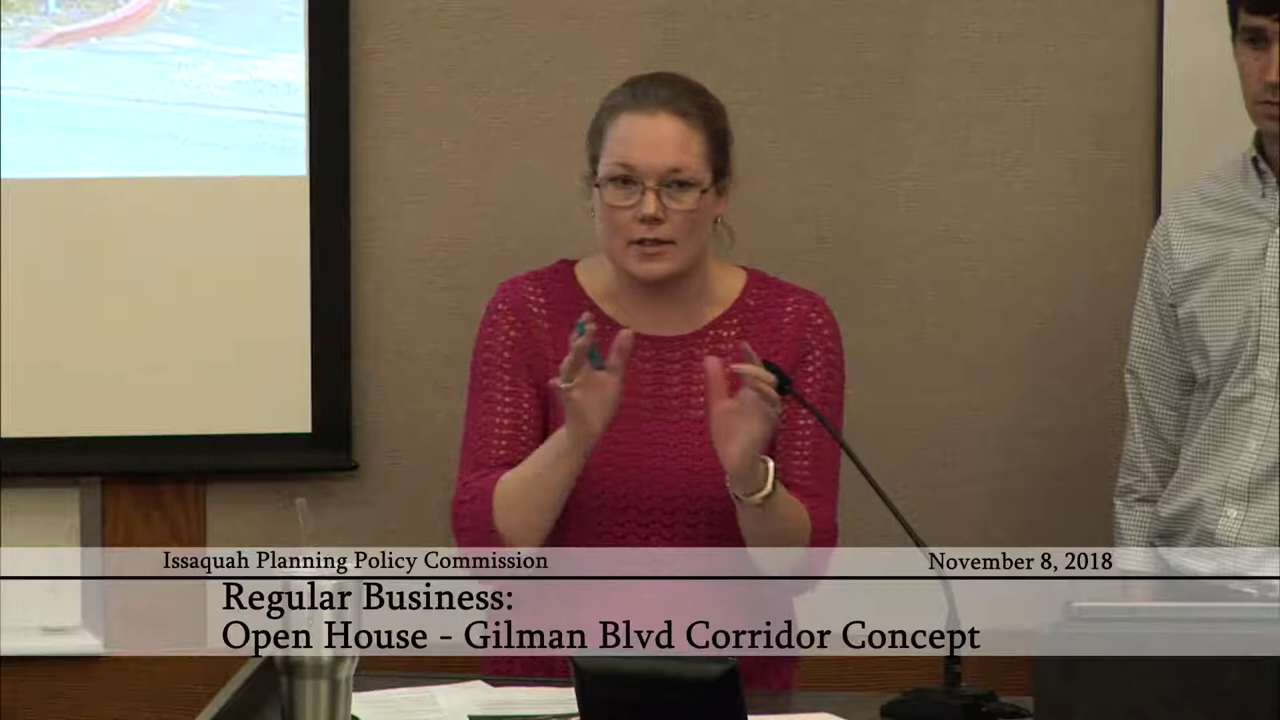 Issaquah Planning Policy Commission November 8, 2018
Regular Business:
Open House - Gilman Blvd Corridor Concept